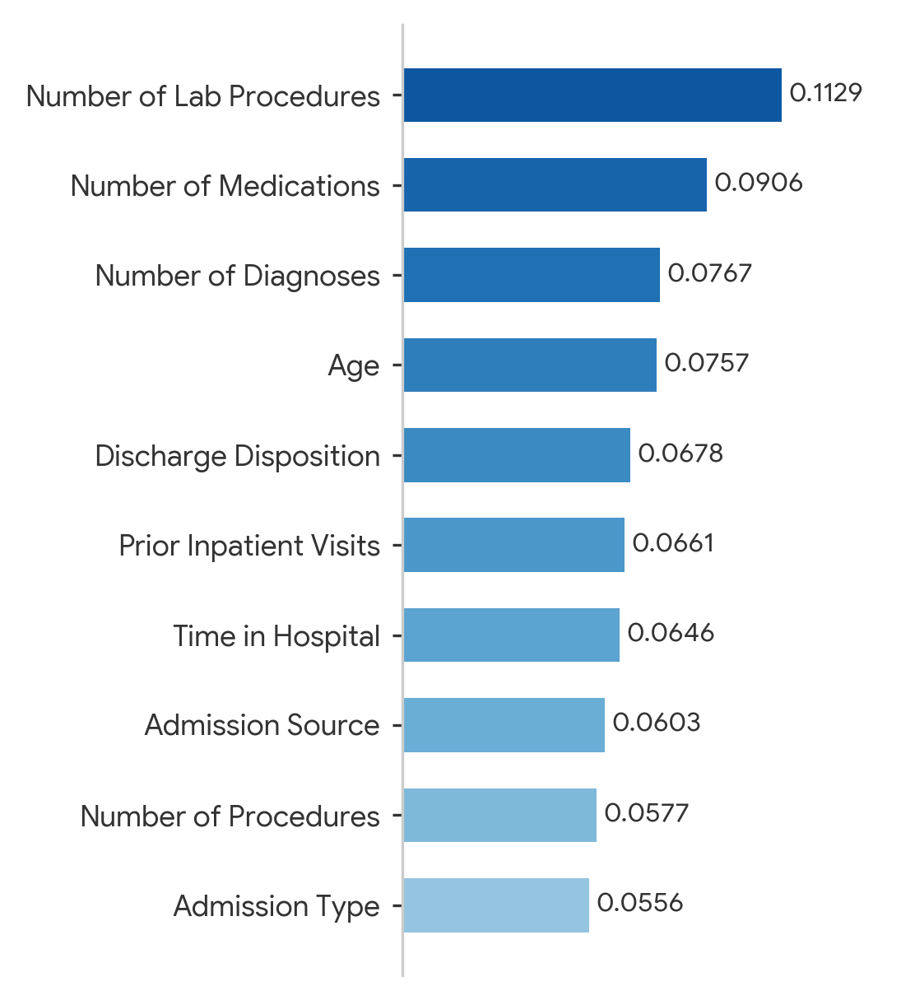 Number of Lab Procedures 0.1129
Number of Medications 0.0906
Number of Diagnoses 0.0767
Age 0.0757
Discharge Disposition 0.0678
Prior Inpatient Visits 0.0661
Time in Hospital 0.0646
Admission Source 0.0603
Number of Procedures 0.0577
Admission Type 0.0556